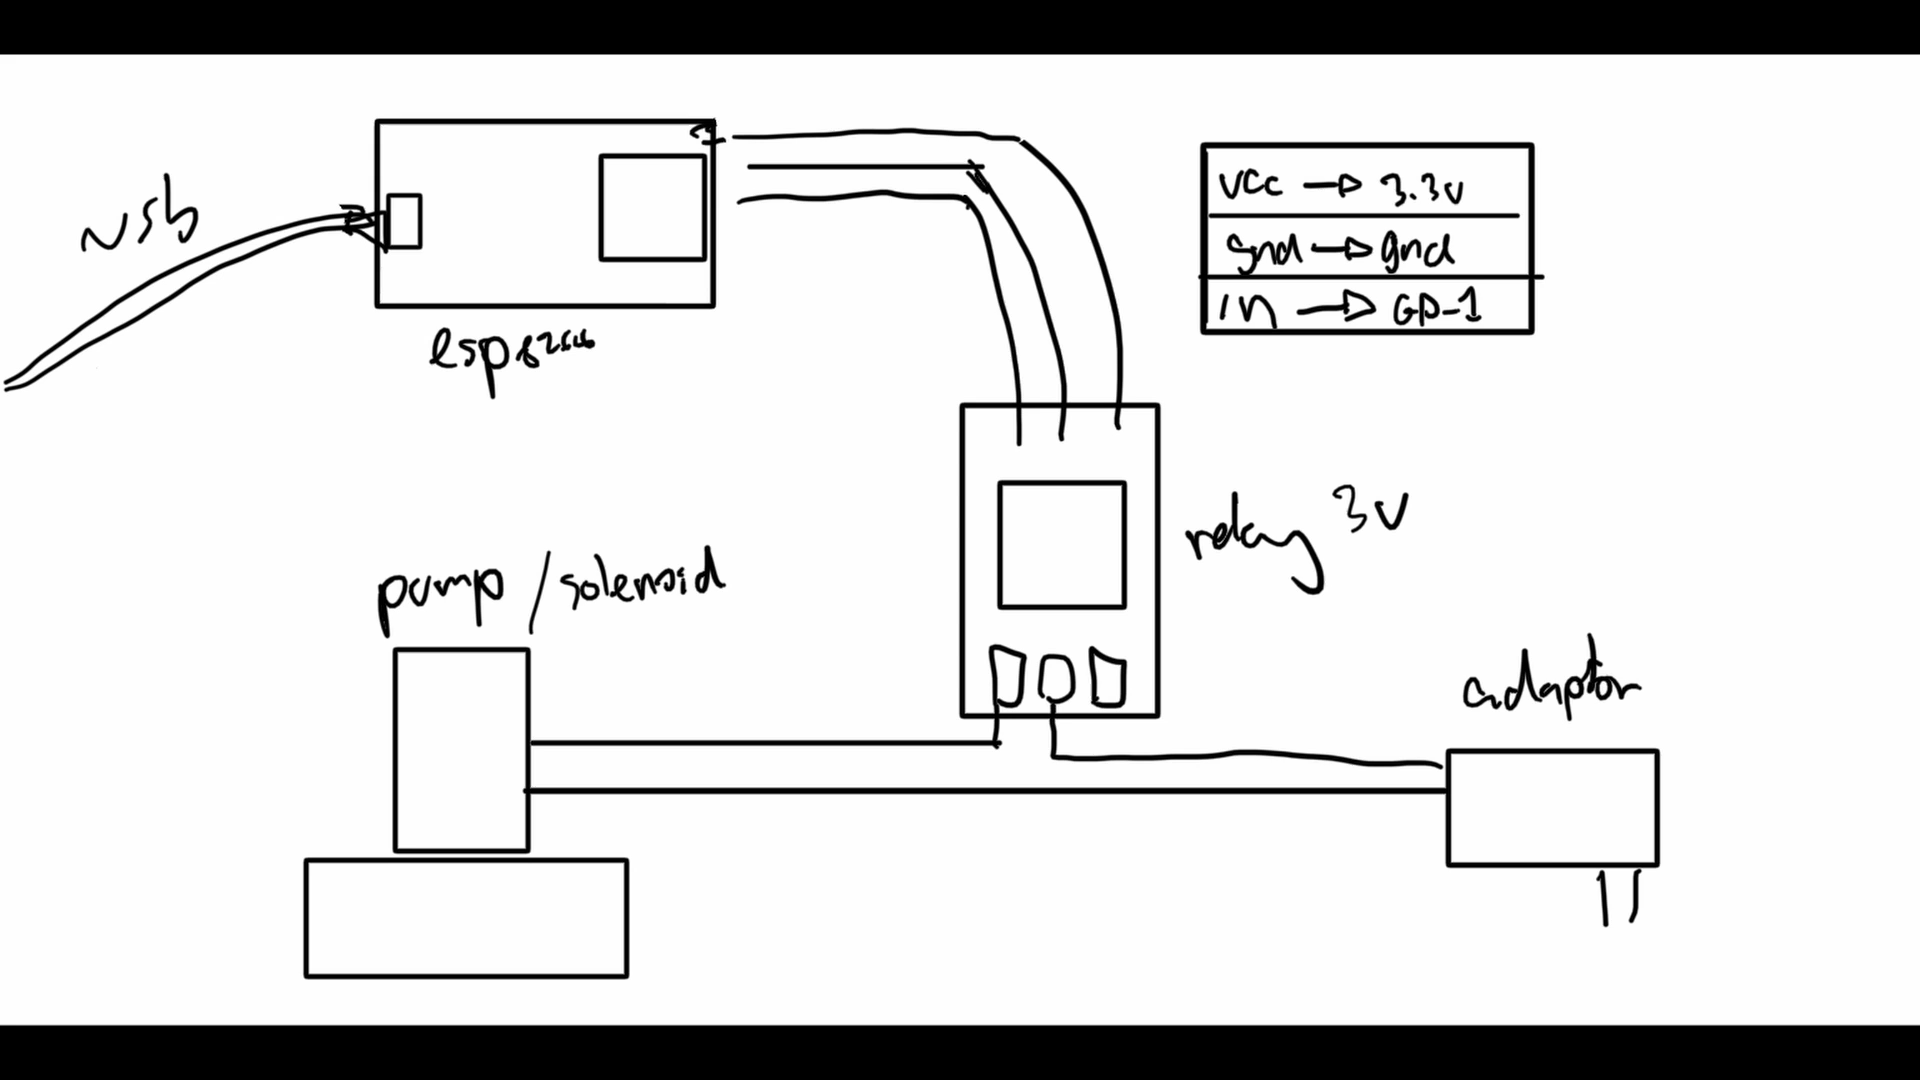 usb
esp8266
vcc → 3.3v
gnd → gnd
in → GP-1
relay 3v
pump / solenoid
adaptor